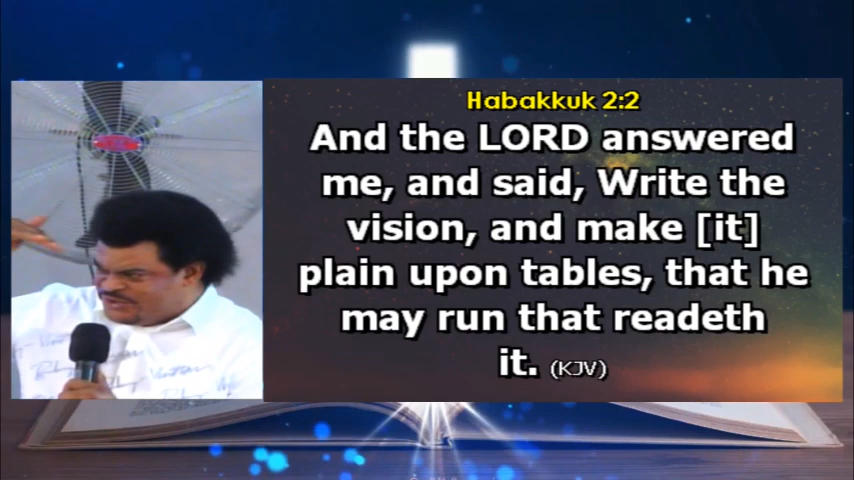 Habakkuk 2:2
And the LORD answered
me, and said, Write the
vision, and make [it]
plain upon tables, that he
may run that readeth
it. (KJV)